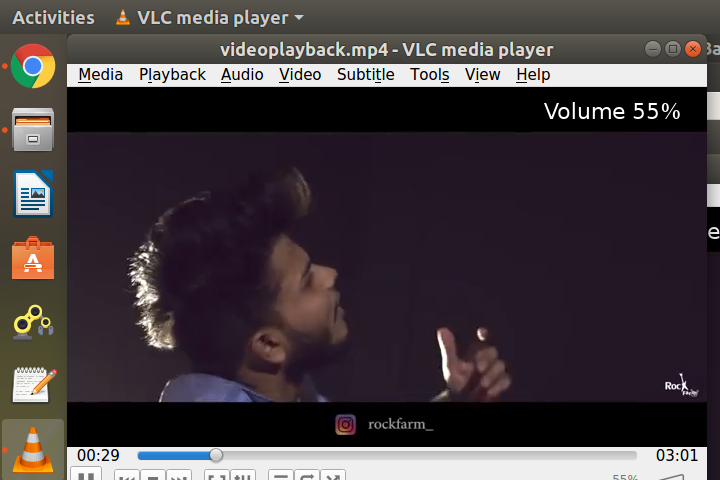 Activities VLC media player
videoplayback.mp4 - VLC media player
Media Playback Audio Video Subtitle Tools View Help
Volume 55%
Rock
rockfarm_
00:29 03:01
55%